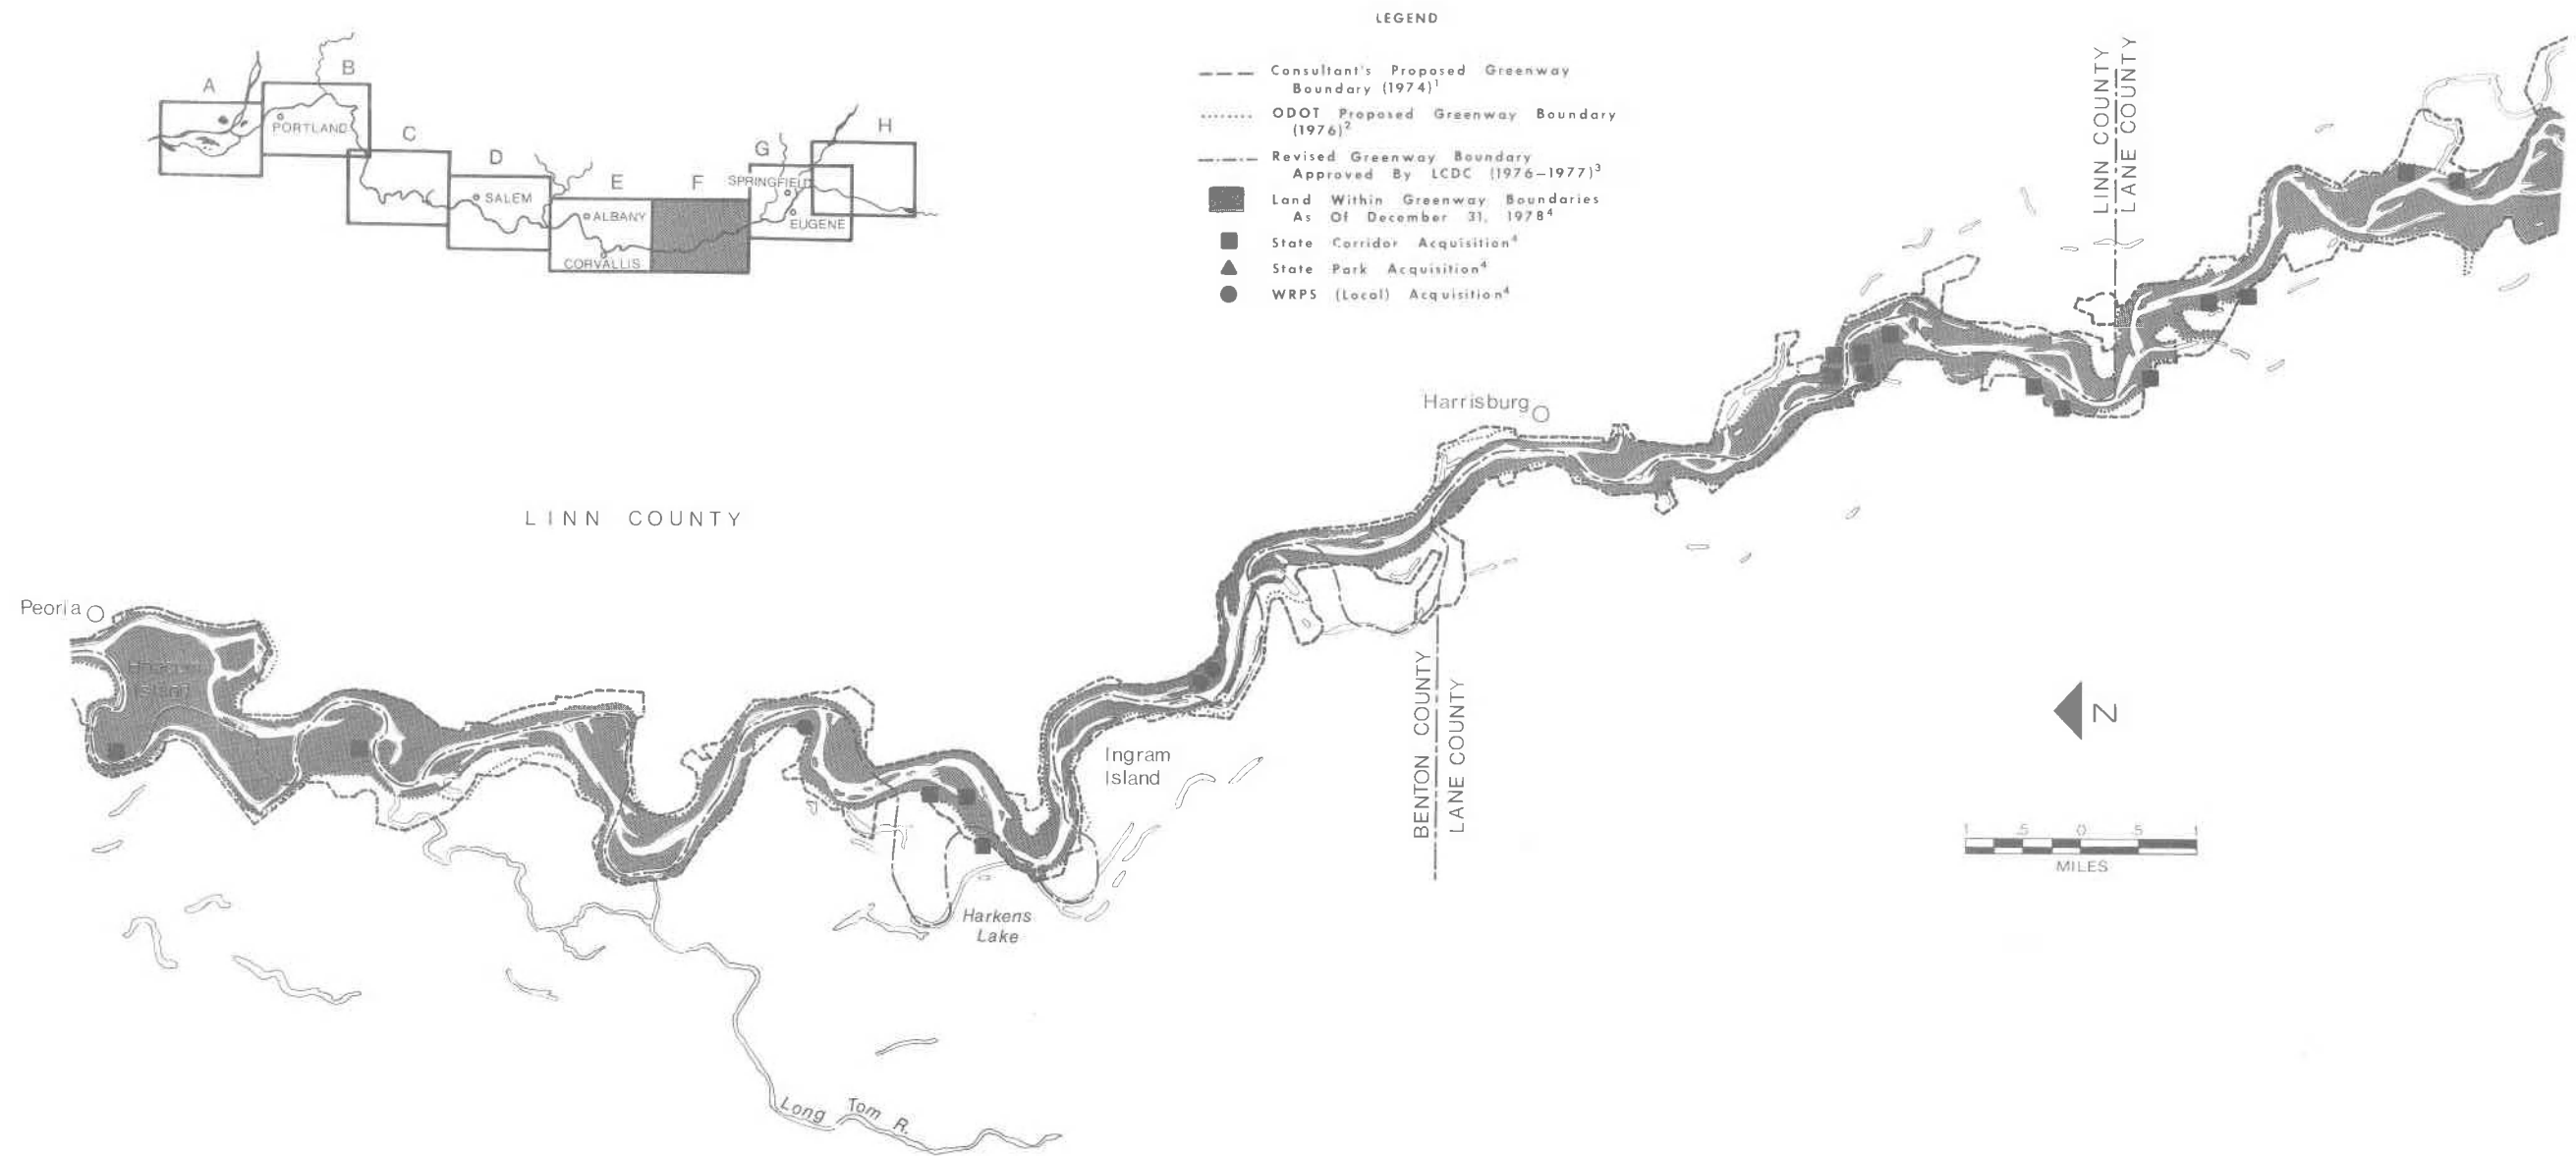 LEGEND
Consultant's Proposed Greenway
Boundary (1974)¹
ODOT Proposed Greenway Boundary
(1976)²
Revised Greenway Boundary
Approved By LCDC (1976–1977)³
Land Within Greenway Boundaries
As Of December 31, 1978⁴
State Corridor Acquisition⁴
State Park Acquisition⁴
WRPS (Local) Acquisition⁴
A
B
C
D
E
F
G
H
PORTLAND
SALEM
ALBANY
CORVALLIS
SPRINGFIELD
EUGENE
LINN COUNTY
LANE COUNTY
Harrisburg
LINN COUNTY
Peoria
Island
Ingram
Island
BENTON COUNTY
LANE COUNTY
Harkens
Lake
Long Tom R.
N
1 .5 0 .5 1
MILES